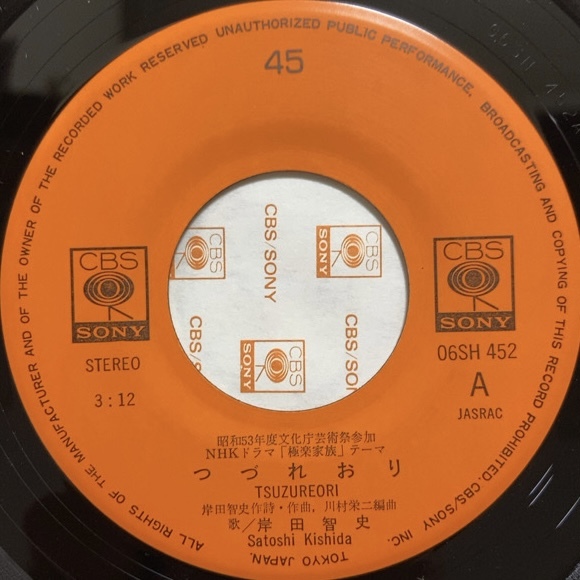 ALL RIGHTS OF THE MANUFACTURER AND OF THE OWNER OF THE RECORDED WORK RESERVED UNAUTHORIZED PUBLIC PERFORMANCE, BROADCASTING AND COPYING OF THIS RECORD PROHIBITED. CBS/SONY INC. TOKYO JAPAN.
45
CBS
SONY
STEREO
3:12
CBS
SONY
06SH 452
A
JASRAC
CBS/SONY
CBS
SONY
CBS/SONY
CBS/SON
CBS
SONY
昭和53年度文化庁芸術祭参加
NHKドラマ「極楽家族」テーマ
つづれおり
TSUZUREORI
岸田智史作詩・作曲, 川村栄二編曲
歌/岸田智史
Satoshi Kishida